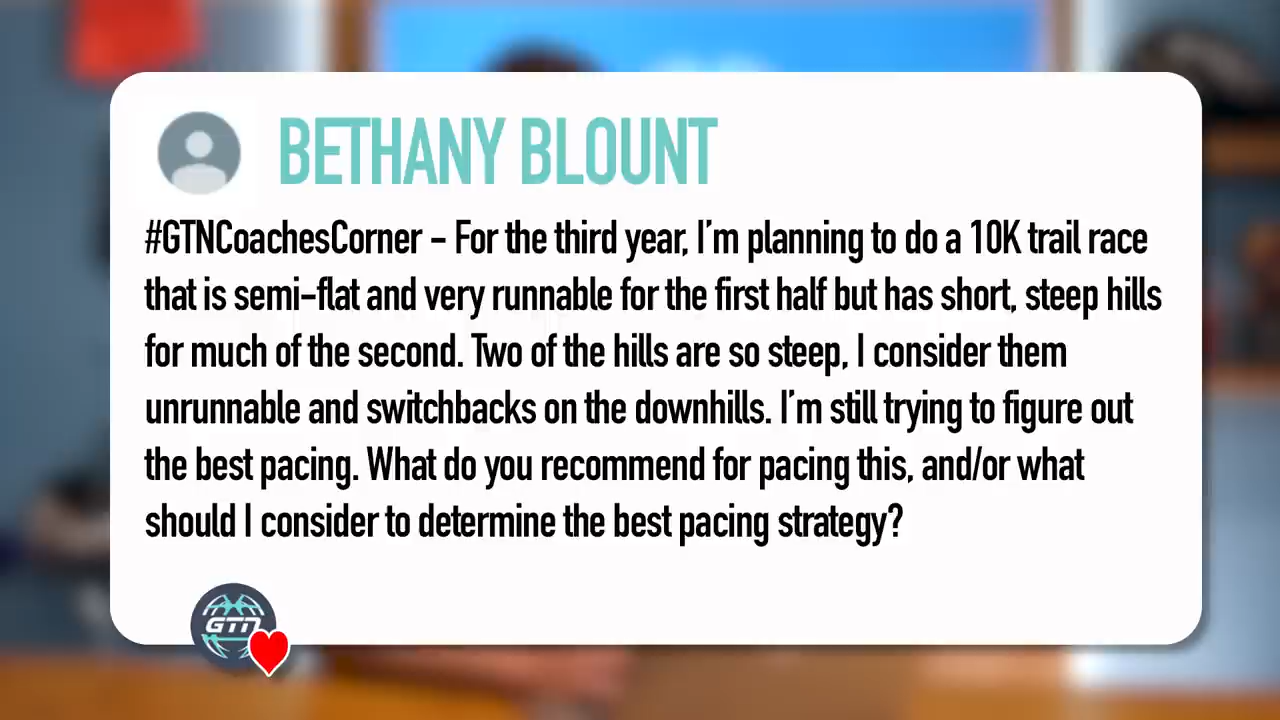 BETHANY BLOUNT
#GTNCoachesCorner - For the third year, I'm planning to do a 10K trail race
that is semi-flat and very runnable for the first half but has short, steep hills
for much of the second. Two of the hills are so steep, I consider them
unrunnable and switchbacks on the downhills. I'm still trying to figure out
the best pacing. What do you recommend for pacing this, and/or what
should I consider to determine the best pacing strategy?
GTN